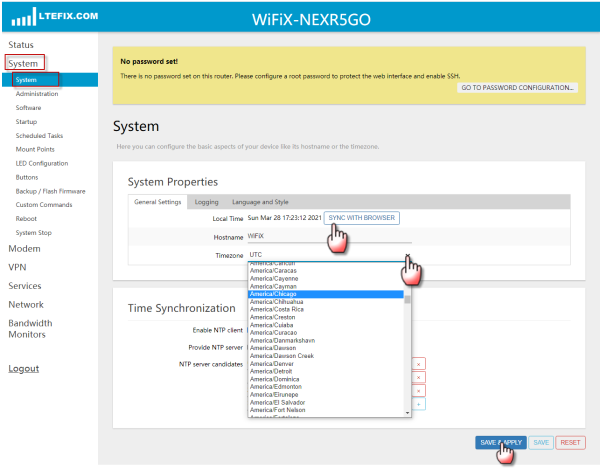 LTEFIX.COM
WiFiX-NEXR5GO
Status
System
System
Administration
Software
Startup
Scheduled Tasks
Mount Points
LED Configuration
Buttons
Backup / Flash Firmware
Custom Commands
Reboot
System Stop
Modem
VPN
Services
Network
Bandwidth
Monitors
Logout
No password set!
There is no password set on this router. Please configure a root password to protect the web interface and enable SSH.
GO TO PASSWORD CONFIGURATION...
System
Here you can configure the basic aspects of your device like its hostname or the timezone.
System Properties
General Settings Logging Language and Style
Local Time Sun Mar 28 17:23:12 2021 SYNC WITH BROWSER
Hostname WiFiX
Timezone UTC
America/Cancun
America/Caracas
America/Cayenne
America/Cayman
America/Chicago
America/Chihuahua
America/Costa Rica
America/Creston
America/Cuiaba
America/Curacao
America/Danmarkshavn
America/Dawson
America/Dawson Creek
America/Denver
America/Detroit
America/Dominica
America/Edmonton
America/Eirunepe
America/El Salvador
America/Fort Nelson
America/Fortaleza
Time Synchronization
Enable NTP client
Provide NTP server
NTP server candidates
×
×
×
+
SAVE & APPLY SAVE RESET